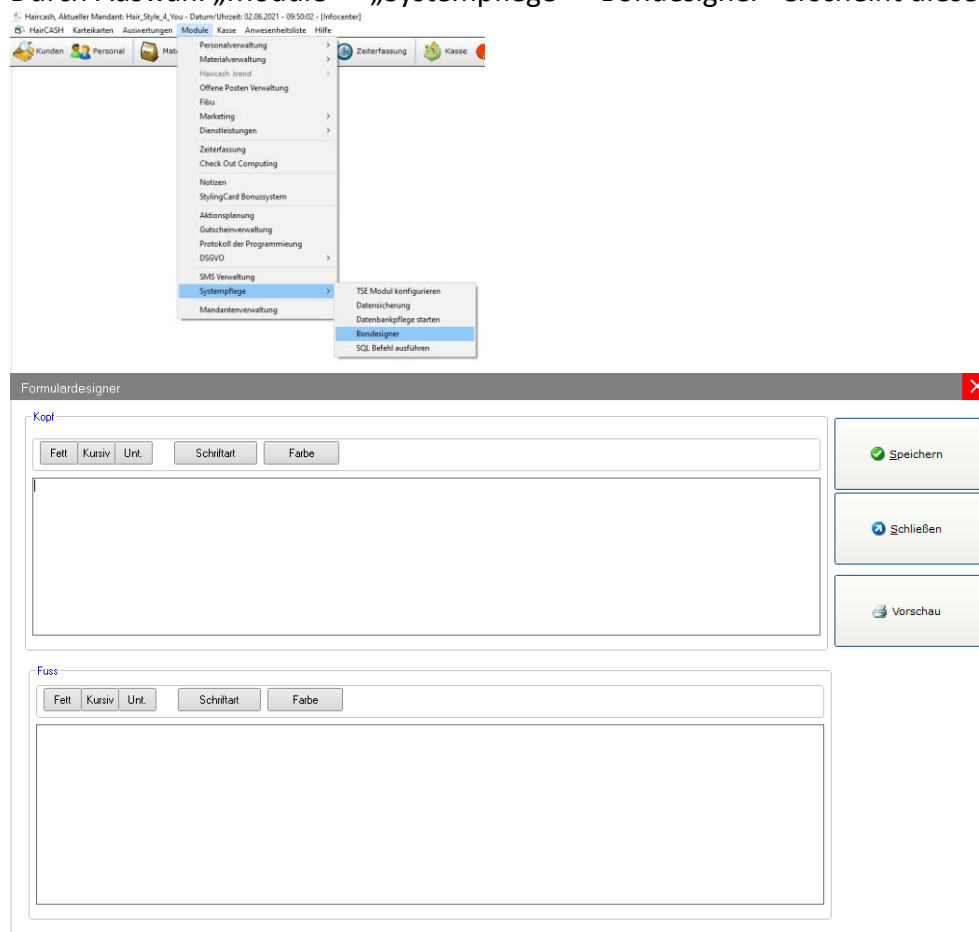 Durch Auswahl „Module“ – „Systempflege“ – „Bondesigner“ erscheint diese
Haircash, Aktueller Mandant: Hair_Style_4_You - Datum/Uhrzeit: 02.06.2021 - 09:50:02 - [Infocenter]
HairCASH Karteikarten Auswertungen Module Kasse Anwesenheitsliste Hilfe
Kunden Personal Mat Zeiterfassung Kasse
Personalverwaltung
Materialverwaltung
Haircash .trend
Offene Posten Verwaltung
Fibu
Marketing
Dienstleistungen
Zeiterfassung
Check Out Computing
Notizen
StylingCard Bonussystem
Aktionsplanung
Gutscheinverwaltung
Protokoll der Programmieung
DSGVO
SMS Verwaltung
Systempflege
Mandantenverwaltung
TSE Modul konfigurieren
Datensicherung
Datenbankpflege starten
Bondesigner
SQL Befehl ausführen
Formulardesigner
Kopf
Fett Kursiv Unt. Schriftart Farbe
Speichern
Schließen
Vorschau
Fuss
Fett Kursiv Unt. Schriftart Farbe